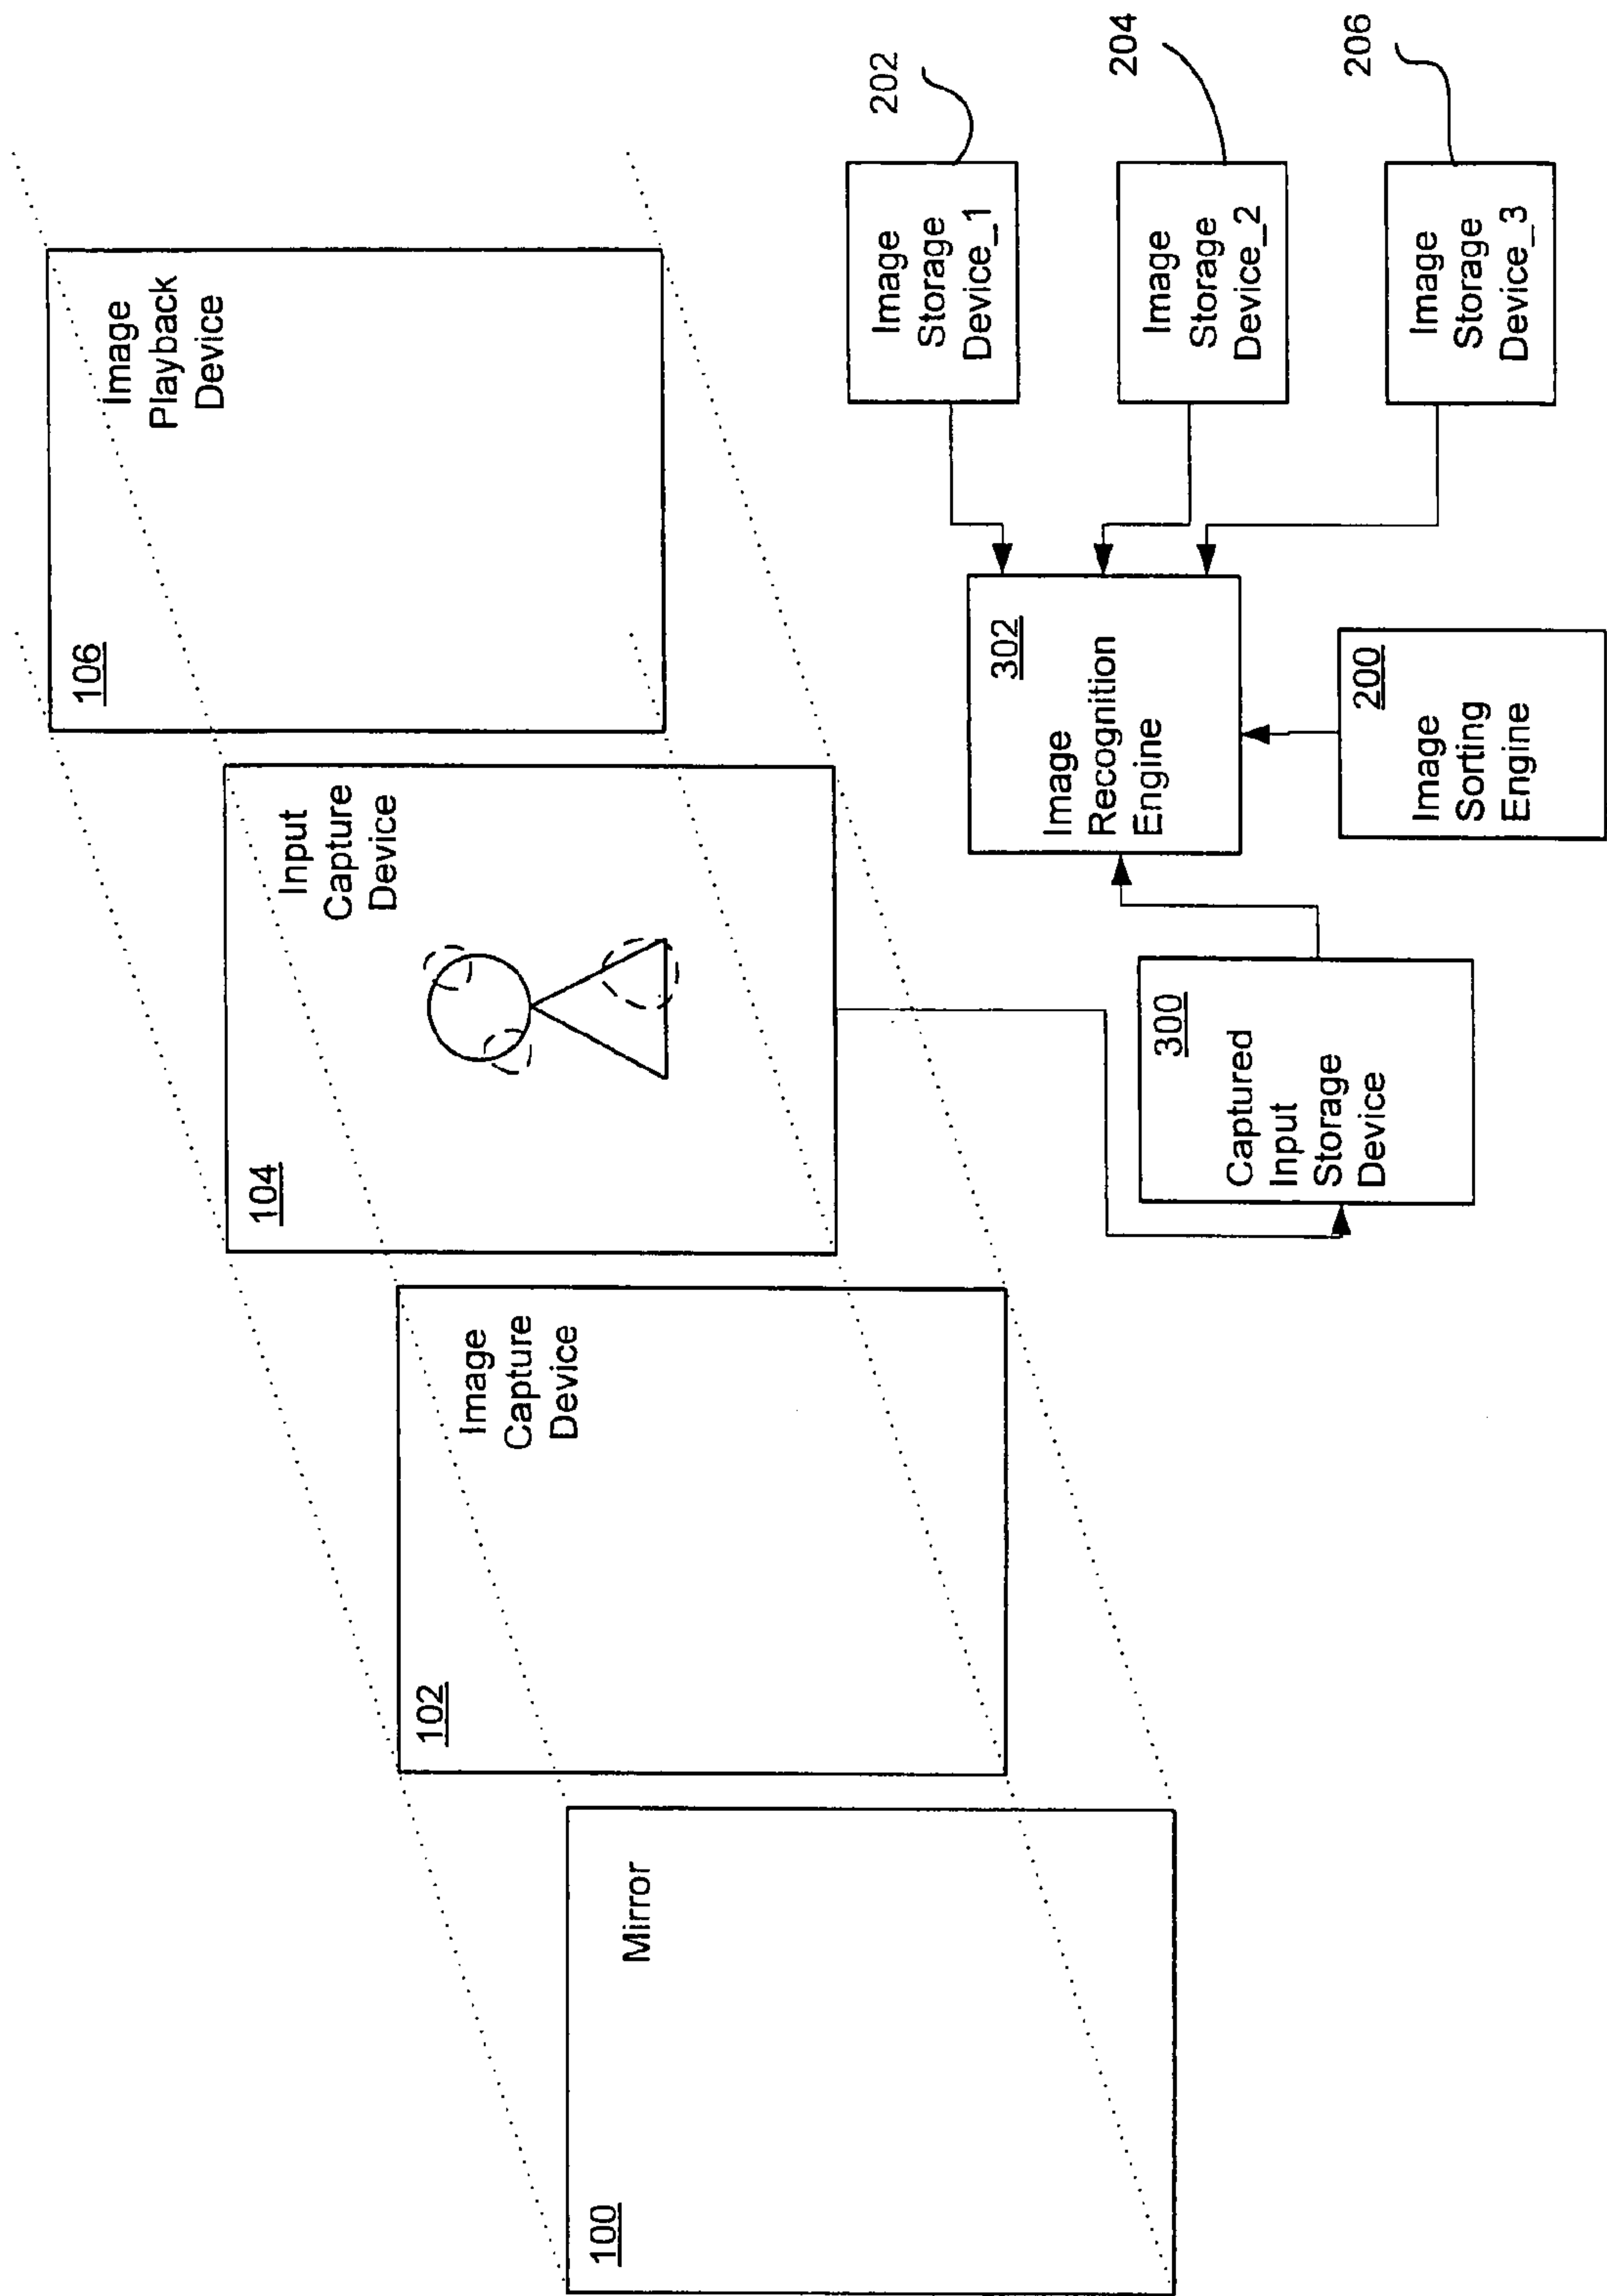 100
Mirror
102
Image
Capture
Device
104
Input
Capture
Device
106
Image
Playback
Device
300
Captured
Input
Storage
Device
302
Image
Recognition
Engine
200
Image
Sorting
Engine
Image
Storage
Device_1
202
Image
Storage
Device_2
204
Image
Storage
Device_3
206